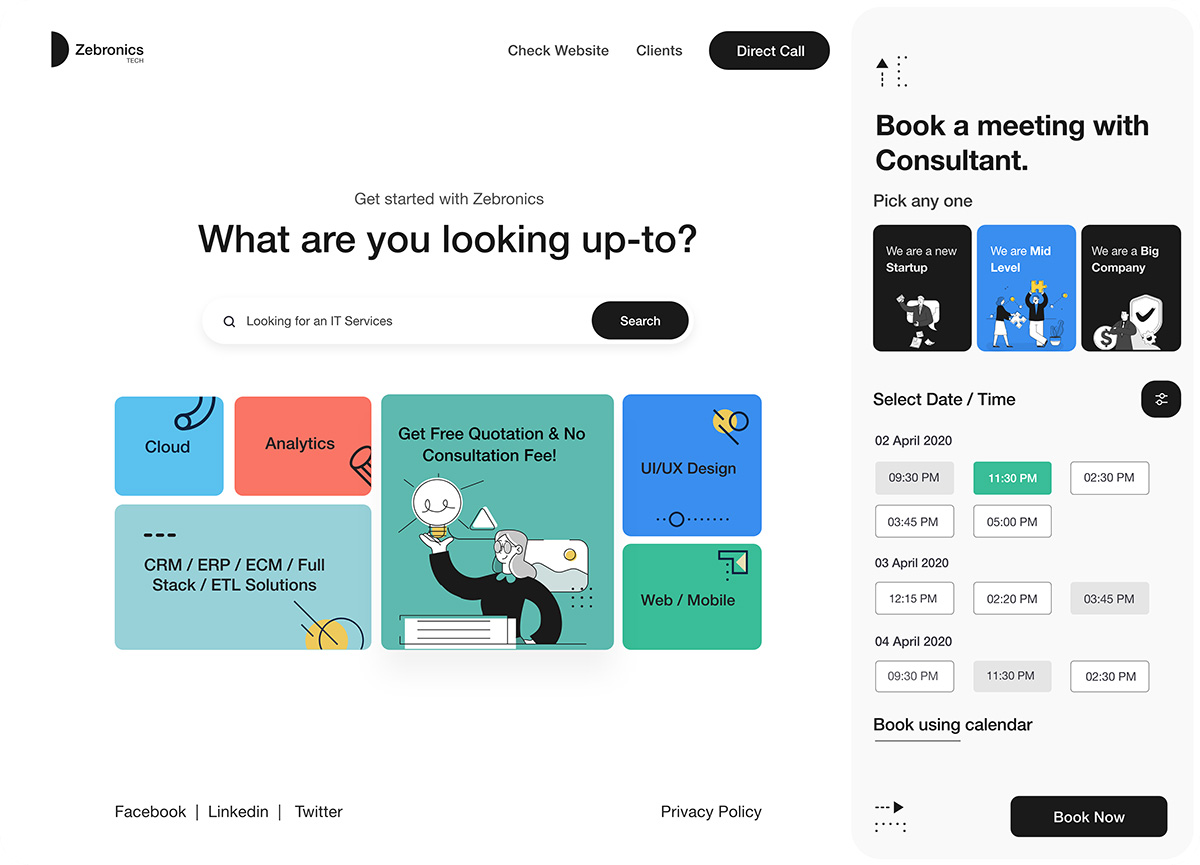 Zebronics
TECH
Check Website
Clients
Direct Call
Get started with Zebronics
What are you looking up-to?
Looking for an IT Services
Search
Cloud
Analytics
CRM / ERP / ECM / Full
Stack / ETL Solutions
Get Free Quotation & No
Consultation Fee!
UI/UX Design
Web / Mobile
Facebook | Linkedin | Twitter
Privacy Policy
Book a meeting with
Consultant.
Pick any one
We are a new
Startup
We are Mid
Level
We are a Big
Company
$
Select Date / Time
02 April 2020
09:30 PM
11:30 PM
02:30 PM
03:45 PM
05:00 PM
03 April 2020
12:15 PM
02:20 PM
03:45 PM
04 April 2020
09:30 PM
11:30 PM
02:30 PM
Book using calendar
Book Now